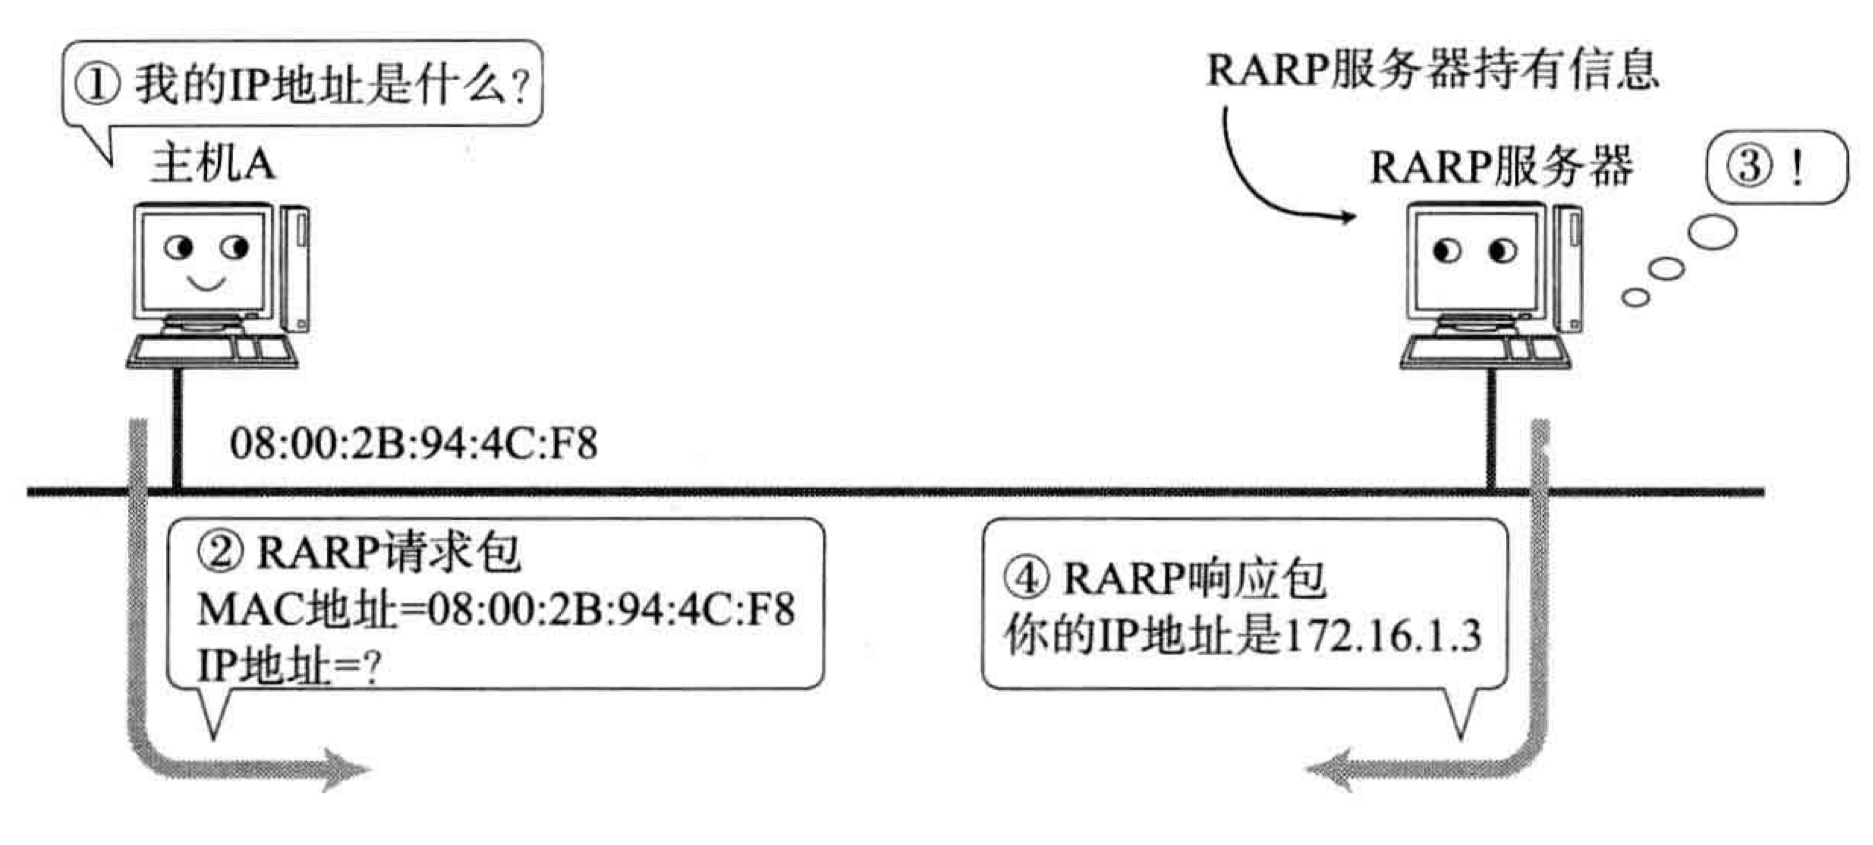 ① 我的IP地址是什么?
主机A
RARP服务器持有信息
RARP服务器
③ !
08:00:2B:94:4C:F8
② RARP请求包
MAC地址=08:00:2B:94:4C:F8
IP地址=?
④ RARP响应包
你的IP地址是172.16.1.3